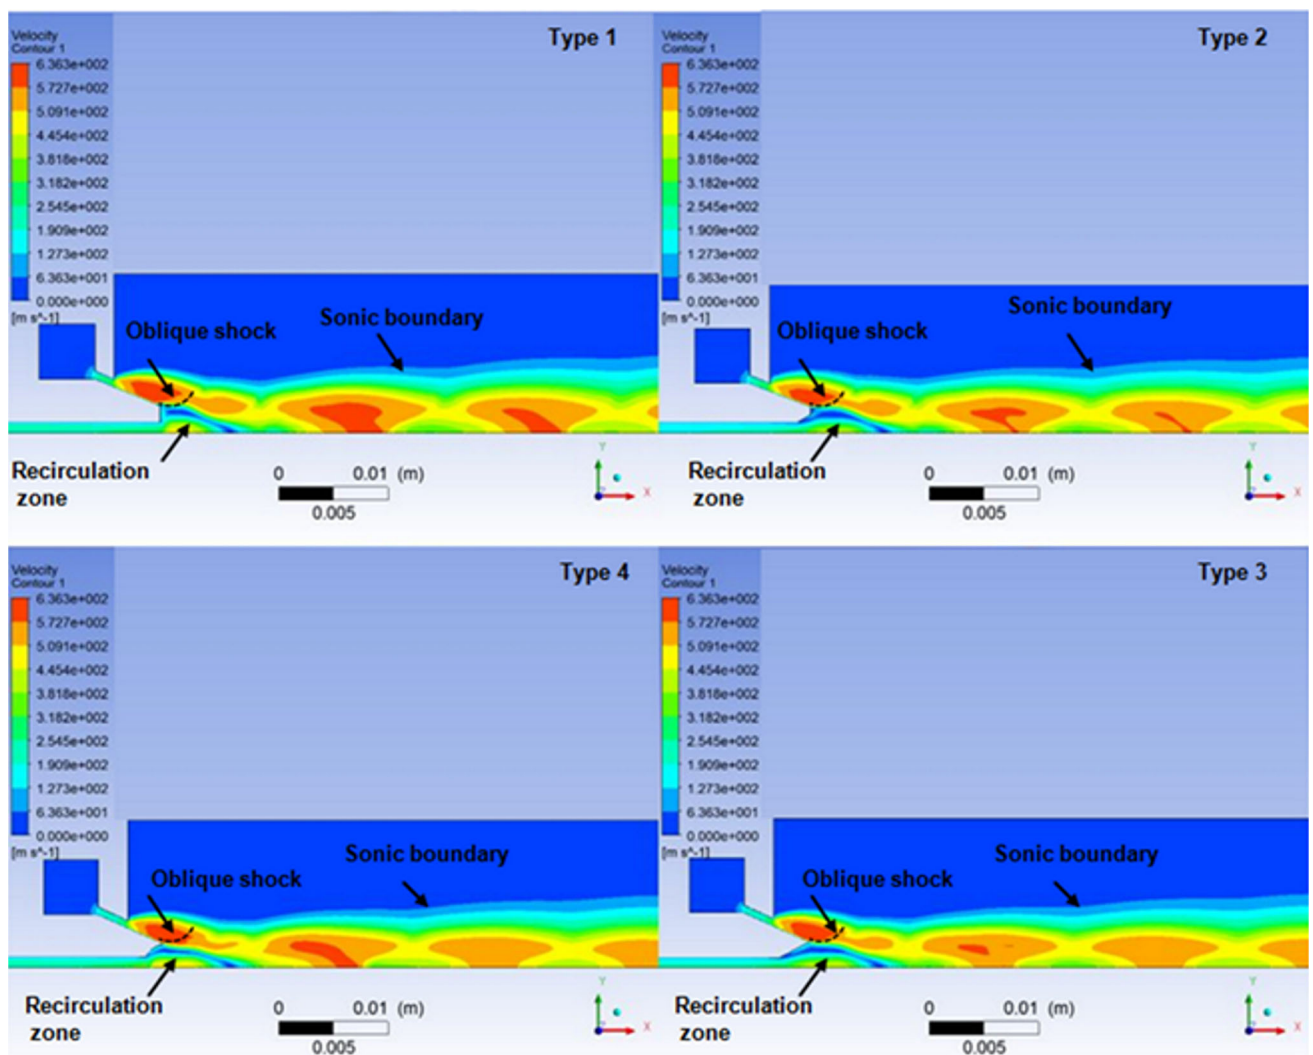 Velocity
Contour 1
Type 1
6.363e+002
5.727e+002
5.091e+002
4.454e+002
3.818e+002
3.182e+002
2.545e+002
1.909e+002
1.273e+002
6.363e+001
0.000e+000
[m s^-1]
Oblique shock
Sonic boundary
Recirculation
zone
0
0.01 (m)
0.005
Y
X
Velocity
Contour 1
Type 2
6.363e+002
5.727e+002
5.091e+002
4.454e+002
3.818e+002
3.182e+002
2.545e+002
1.909e+002
1.273e+002
6.363e+001
0.000e+000
[m s^-1]
Oblique shock
Sonic boundary
Recirculation
zone
0
0.01 (m)
0.005
Y
X
Velocity
Contour 1
Type 4
6.363e+002
5.727e+002
5.091e+002
4.454e+002
3.818e+002
3.182e+002
2.545e+002
1.909e+002
1.273e+002
6.363e+001
0.000e+000
[m s^-1]
Oblique shock
Sonic boundary
Recirculation
zone
0
0.01 (m)
0.005
Y
X
Velocity
Contour 1
Type 3
6.363e+002
5.727e+002
5.091e+002
4.454e+002
3.818e+002
3.182e+002
2.545e+002
1.909e+002
1.273e+002
6.363e+001
0.000e+000
[m s^-1]
Oblique shock
Sonic boundary
Recirculation
zone
0
0.01 (m)
0.005
Y
X